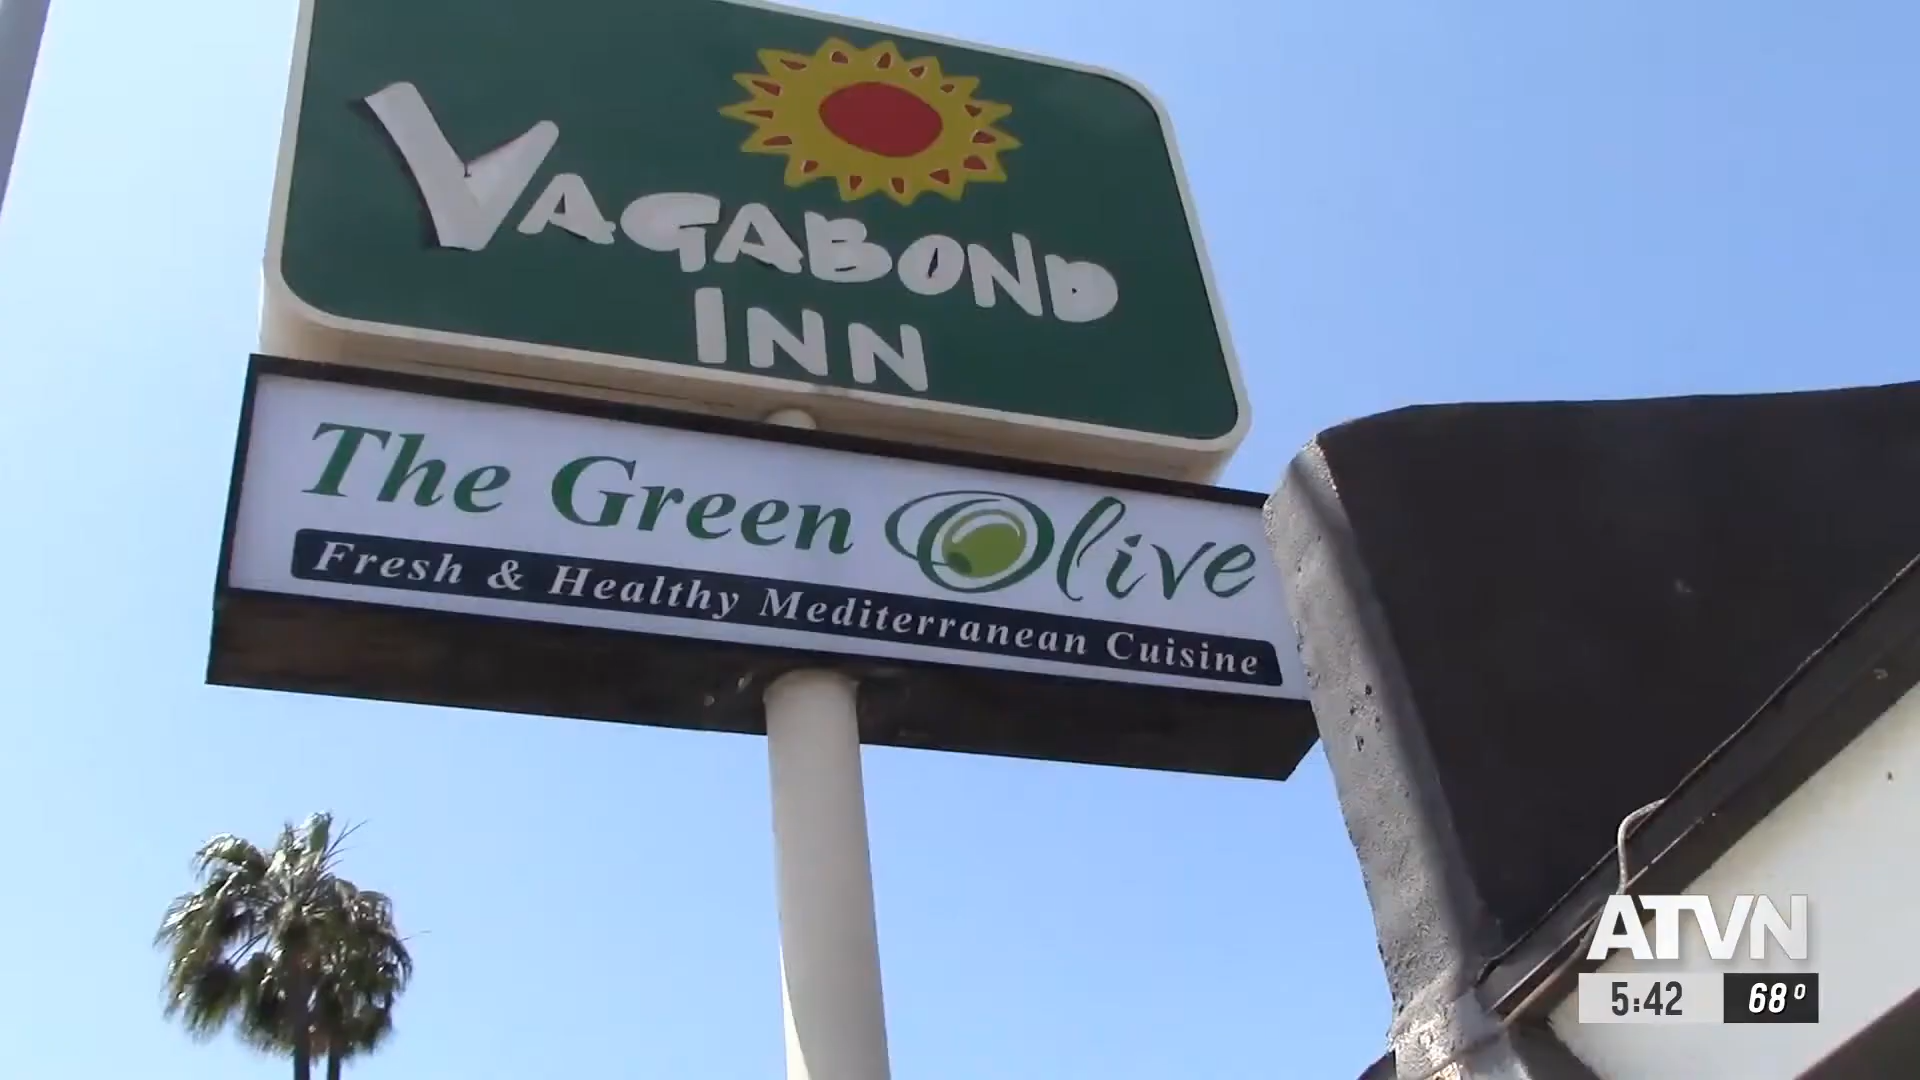 VAGABOND
INN
The Green Olive
Fresh & Healthy Mediterranean Cuisine
ATVN
5:42 68°